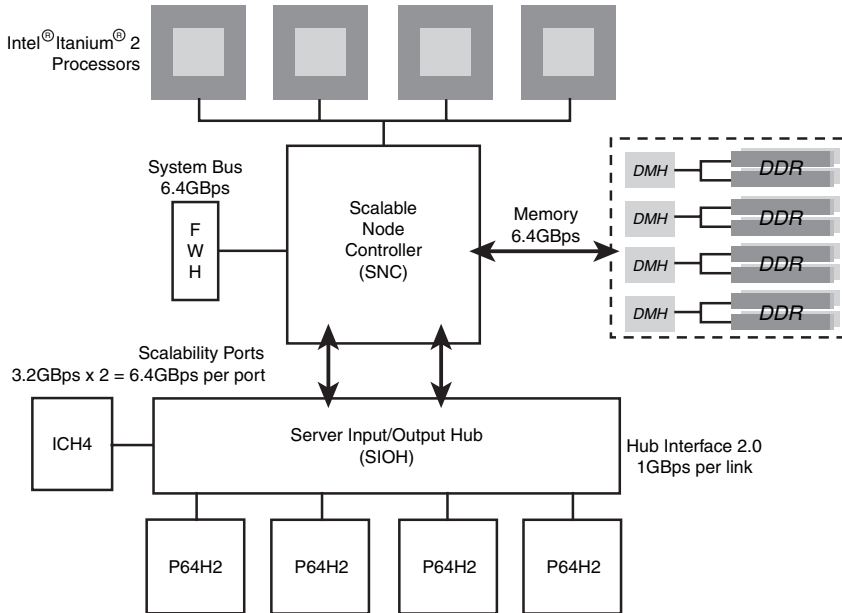 Intel®Itanium® 2
Processors
System Bus
6.4GBps
F
W
H
Scalable
Node
Controller
(SNC)
Memory
6.4GBps
DMH
DDR
DMH
DDR
DMH
DDR
DMH
DDR
Scalability Ports
3.2GBps x 2 = 6.4GBps per port
ICH4
Server Input/Output Hub
(SIOH)
Hub Interface 2.0
1GBps per link
P64H2
P64H2
P64H2
P64H2